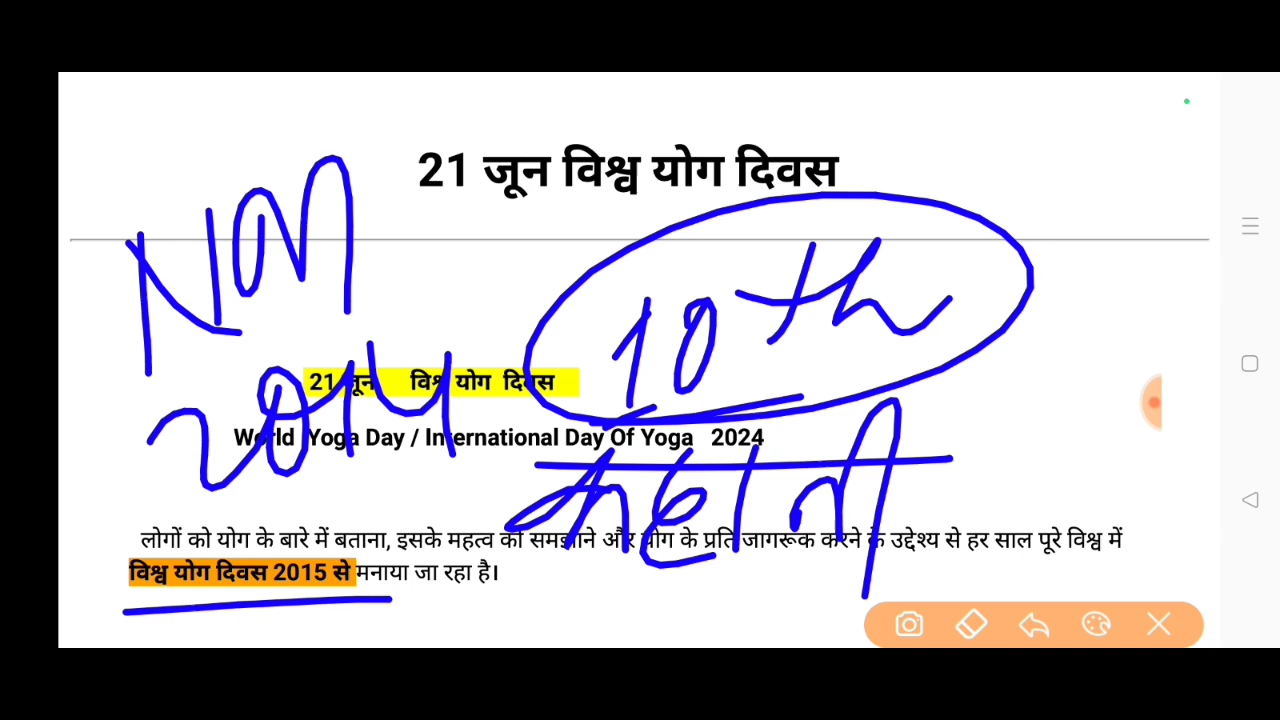 21 जून विश्व योग दिवस
NM
2014
10th
21 जून विश्व योग दिवस
World Yoga Day / International Day Of Yoga 2024
कहानी
लोगों को योग के बारे में बताना, इसके महत्व को समझाने और योग के प्रति जागरूक करने के उद्देश्य से हर साल पूरे विश्व में
विश्व योग दिवस 2015 से मनाया जा रहा है।